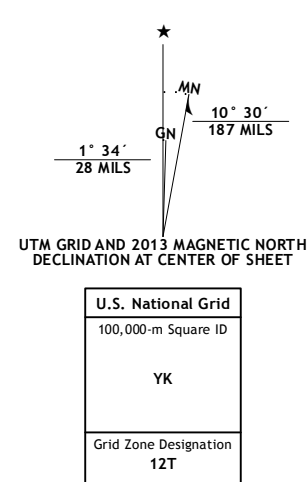 ★
MN
GN
10° 30´
187 MILS
1° 34´
28 MILS
UTM GRID AND 2013 MAGNETIC NORTH
DECLINATION AT CENTER OF SHEET
U.S. National Grid
100,000-m Square ID
YK
Grid Zone Designation
12T